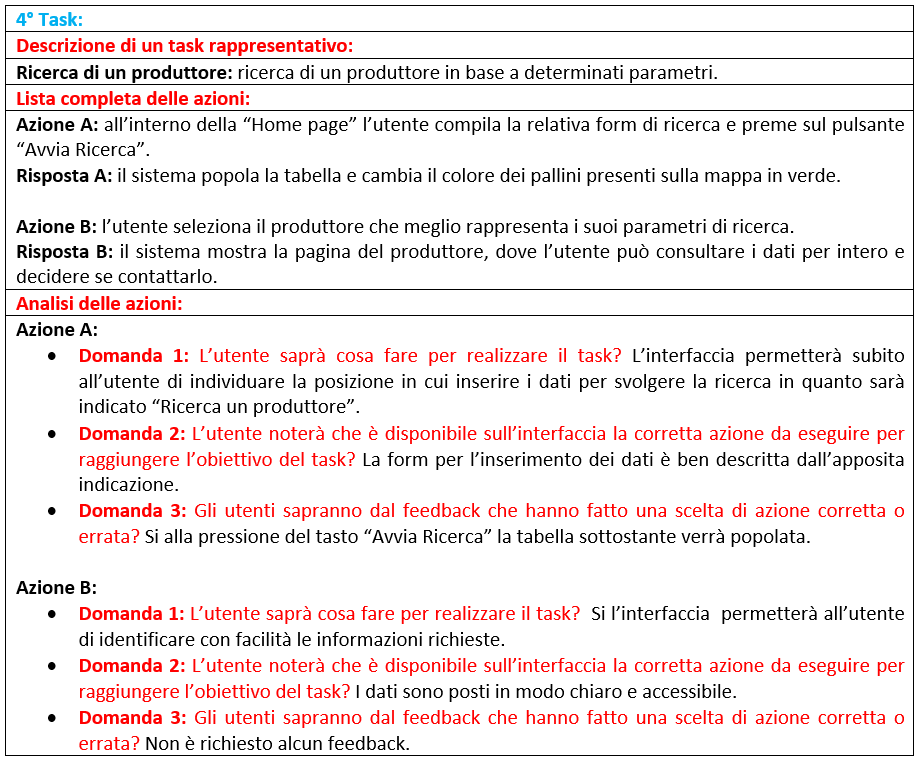 4° Task:
Descrizione di un task rappresentativo:
Ricerca di un produttore: ricerca di un produttore in base a determinati parametri.
Lista completa delle azioni:
Azione A: all’interno della “Home page” l’utente compila la relativa form di ricerca e preme sul pulsante
“Avvia Ricerca”.
Risposta A: il sistema popola la tabella e cambia il colore dei pallini presenti sulla mappa in verde.
Azione B: l’utente seleziona il produttore che meglio rappresenta i suoi parametri di ricerca.
Risposta B: il sistema mostra la pagina del produttore, dove l’utente può consultare i dati per intero e
decidere se contattarlo.
Analisi delle azioni:
Azione A:
• Domanda 1: L’utente saprà cosa fare per realizzare il task? L’interfaccia permetterà subito
all’utente di individuare la posizione in cui inserire i dati per svolgere la ricerca in quanto sarà
indicato “Ricerca un produttore”.
• Domanda 2: L’utente noterà che è disponibile sull’interfaccia la corretta azione da eseguire per
raggiungere l’obiettivo del task? La form per l’inserimento dei dati è ben descritta dall’apposita
indicazione.
• Domanda 3: Gli utenti sapranno dal feedback che hanno fatto una scelta di azione corretta o
errata? Si alla pressione del tasto “Avvia Ricerca” la tabella sottostante verrà popolata.
Azione B:
• Domanda 1: L’utente saprà cosa fare per realizzare il task? Si l’interfaccia permetterà all’utente
di identificare con facilità le informazioni richieste.
• Domanda 2: L’utente noterà che è disponibile sull’interfaccia la corretta azione da eseguire per
raggiungere l’obiettivo del task? I dati sono posti in modo chiaro e accessibile.
• Domanda 3: Gli utenti sapranno dal feedback che hanno fatto una scelta di azione corretta o
errata? Non è richiesto alcun feedback.